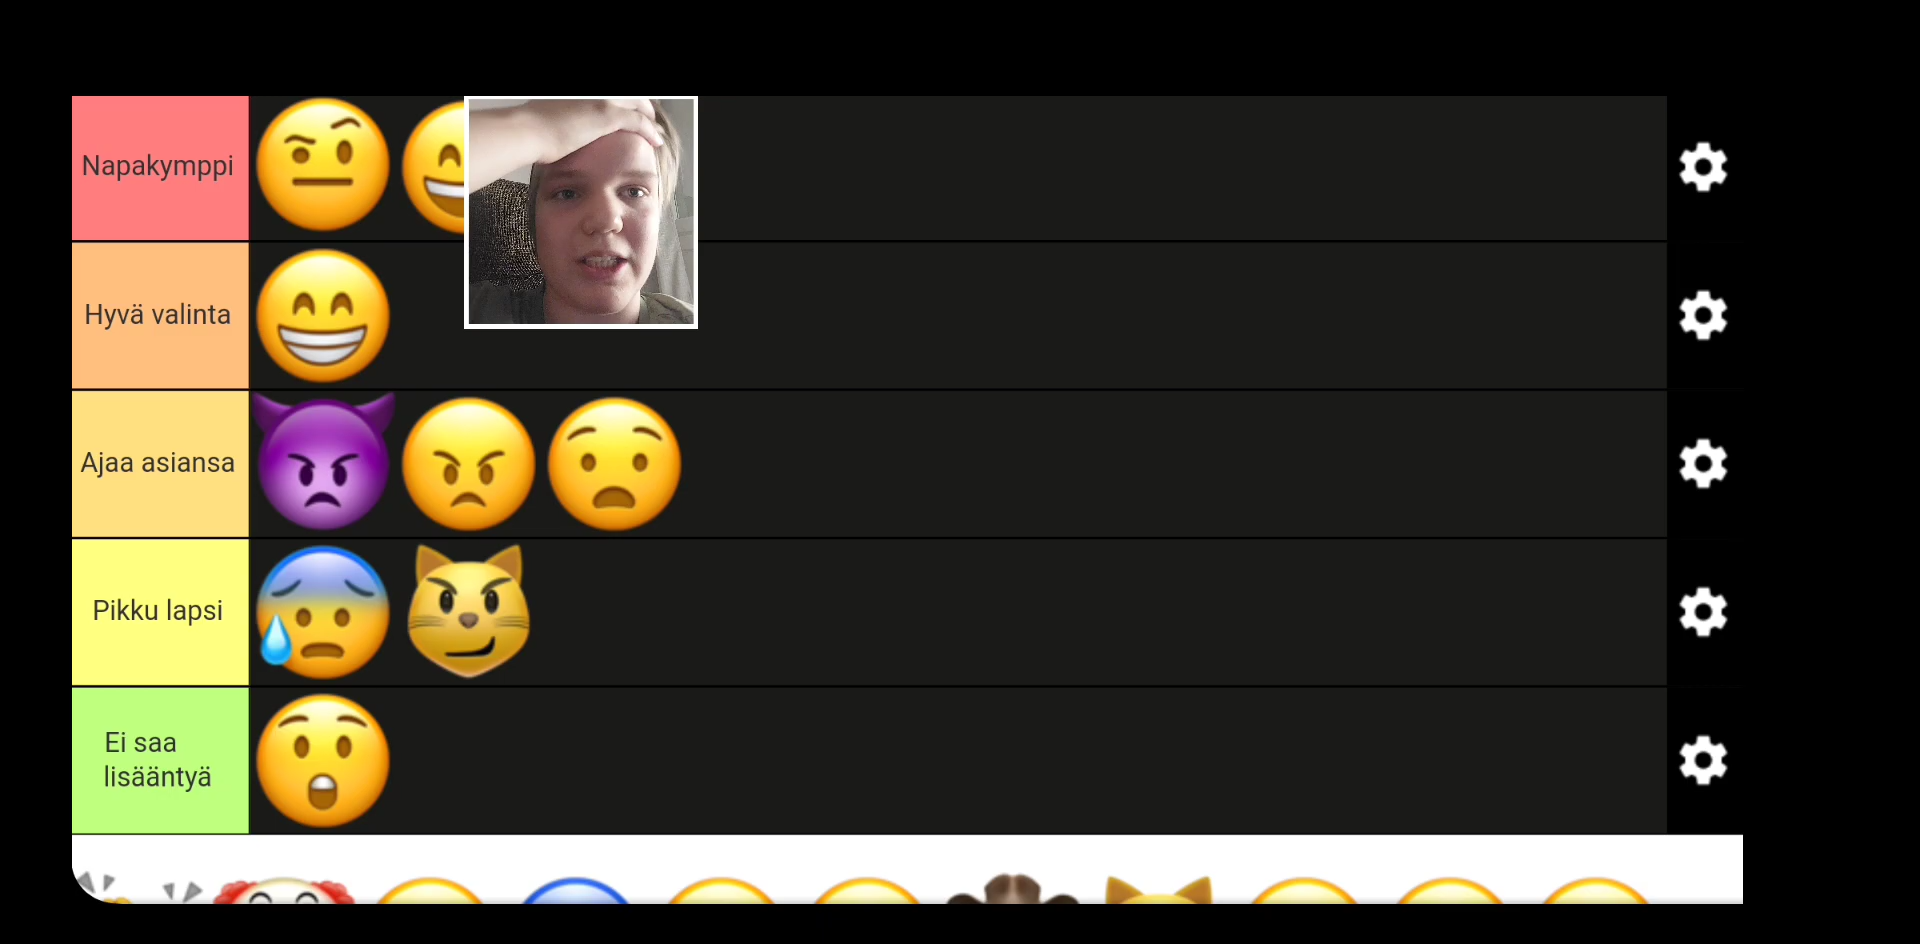 Napakymppi
Hyvä valinta
Ajaa asiansa
Pikku lapsi
Ei saa
lisääntyä